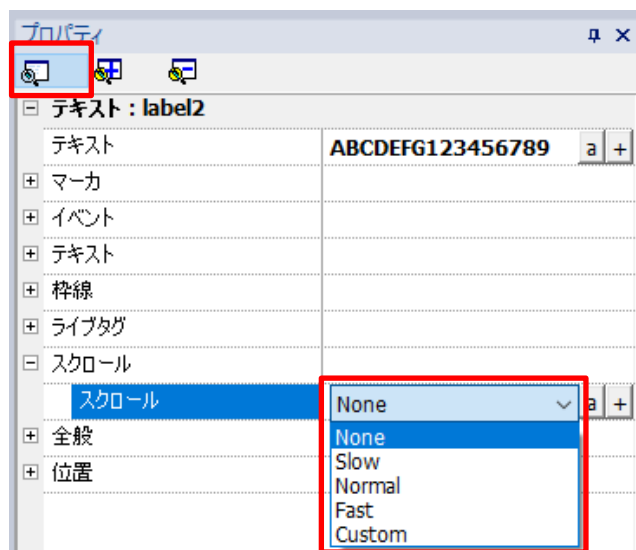 プロパティ
テキスト : label2
テキスト ABCDEFG123456789 a +
マーカ
イベント
テキスト
枠線
ライブタグ
スクロール
スクロール None a +
None
全般
Slow
位置
Normal
Fast
Custom